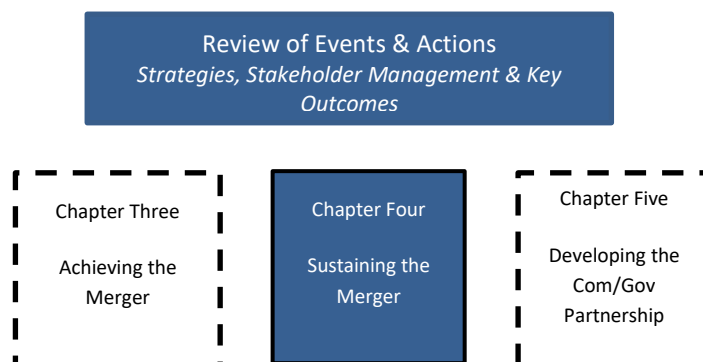 Review of Events & Actions
Strategies, Stakeholder Management & Key
Outcomes
Chapter Three
Achieving the
Merger
Chapter Four
Sustaining the
Merger
Chapter Five
Developing the
Com/Gov
Partnership